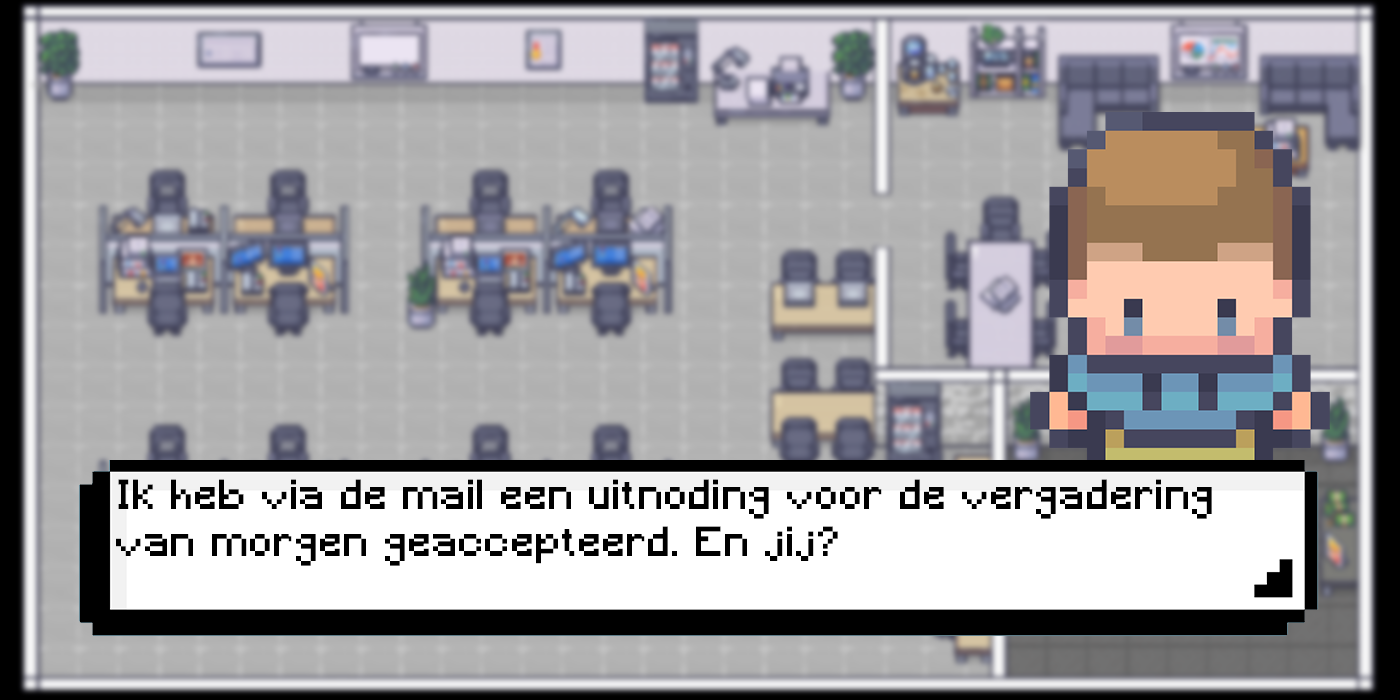 Ik heb via de mail een uitnoding voor de vergadering
van morgen geaccepteerd. En jij?